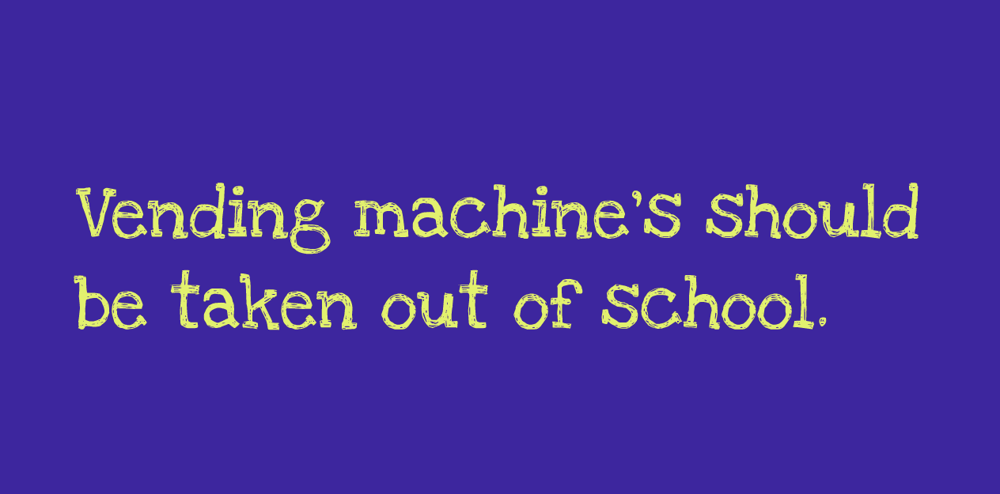 Vending machine’s should
be taken out of school.